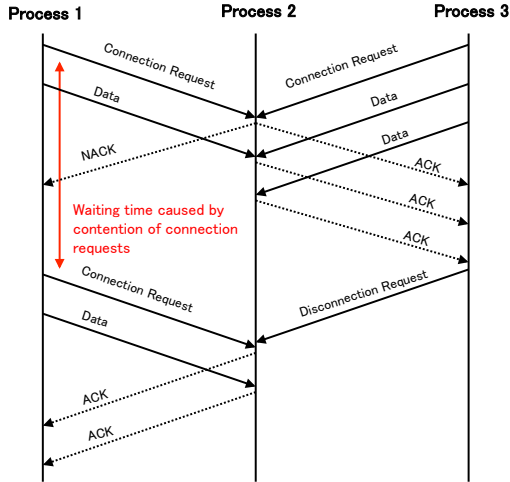 Process 1
Process 2
Process 3
Connection Request
Connection Request
Data
Data
Data
NACK
ACK
ACK
Waiting time caused by
contention of connection
requests
ACK
Connection Request
Disconnection Request
Data
ACK
ACK